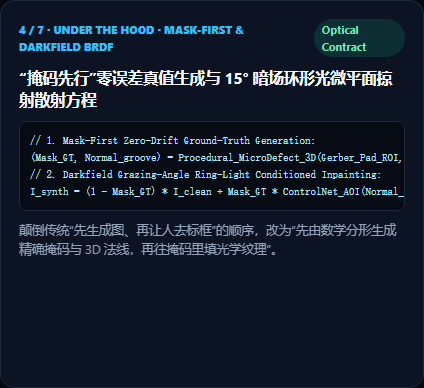 4 / 7 · UNDER THE HOOD · MASK-FIRST &
DARKFIELD BRDF
Optical
Contract
“掩码先行”零误差真值生成与 15° 暗场环形光微平面掠
射散射方程
// 1. Mask-First Zero-Drift Ground-Truth Generation:
(Mask_GT, Normal_groove) = Procedural_MicroDefect_3D(Gerber_Pad_ROI,
// 2. Darkfield Grazing-Angle Ring-Light Conditioned Inpainting:
I_synth = (1 - Mask_GT) * I_clean + Mask_GT * ControlNet_AOI(Normal_
颠倒传统“先生成图、再让人去标框”的顺序，改为“先由数学分形生成
精确掩码与 3D 法线，再往掩码里填光学纹理”。